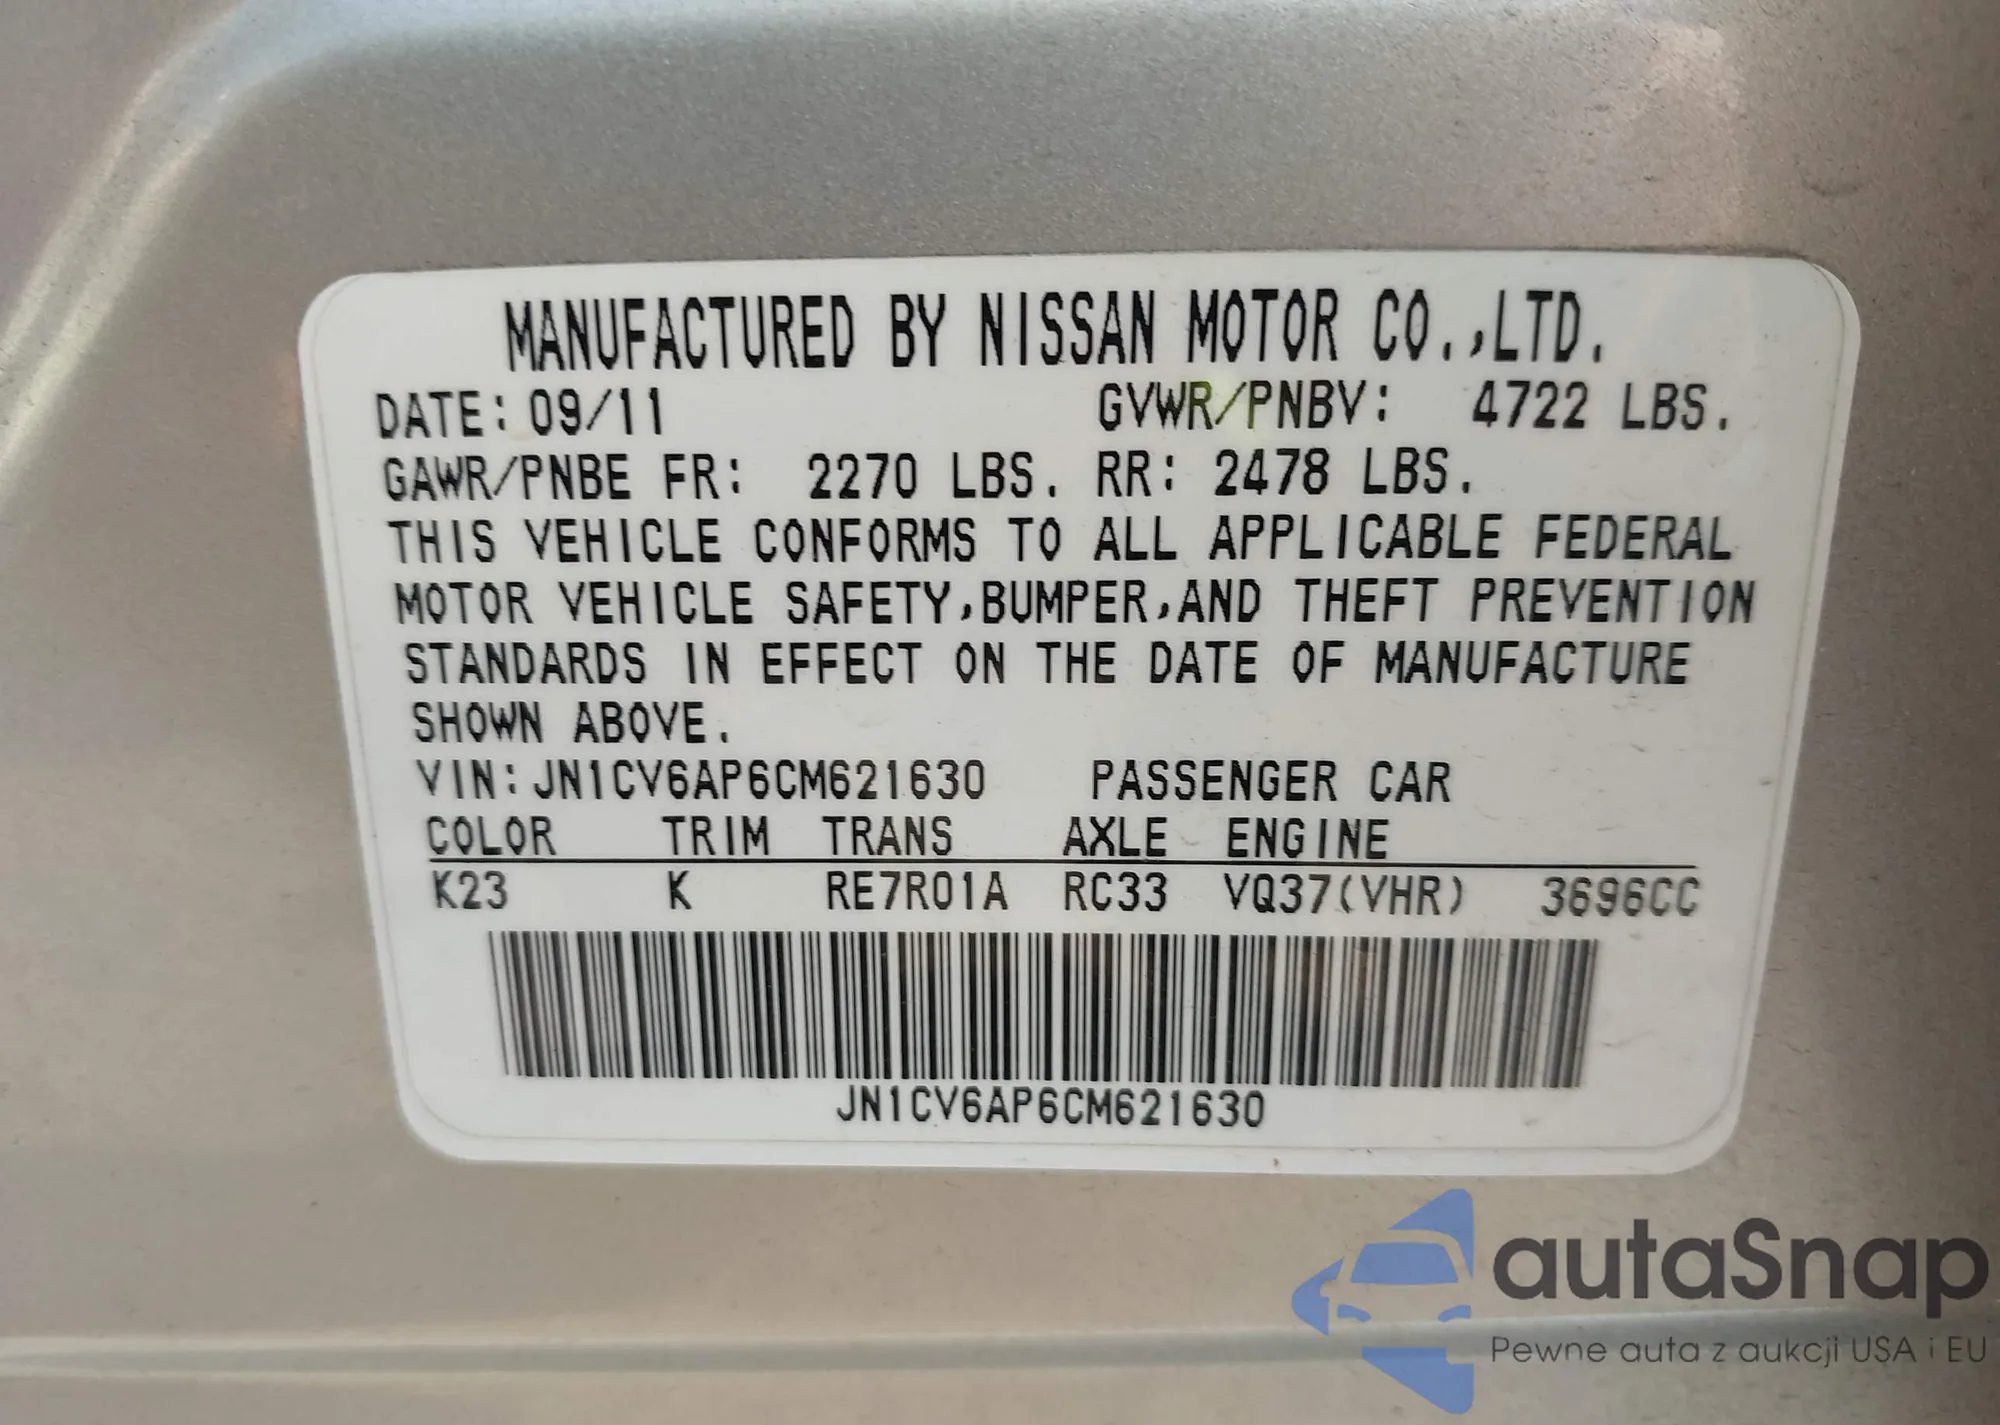 MANUFACTURED BY NISSAN MOTOR CO.,LTD.
DATE: 09/11 GVWR/PNBV: 4722 LBS.
GAWR/PNBE FR: 2270 LBS. RR: 2478 LBS.
THIS VEHICLE CONFORMS TO ALL APPLICABLE FEDERAL
MOTOR VEHICLE SAFETY,BUMPER,AND THEFT PREVENTION
STANDARDS IN EFFECT ON THE DATE OF MANUFACTURE
SHOWN ABOVE.
VIN:JN1CV6AP6CM621630 PASSENGER CAR
COLOR TRIM TRANS AXLE ENGINE
K23 K RE7R01A RC33 VQ37(VHR) 3696CC
JN1CV6AP6CM621630
autaSnap
Pewne auta z aukcji USA i EU